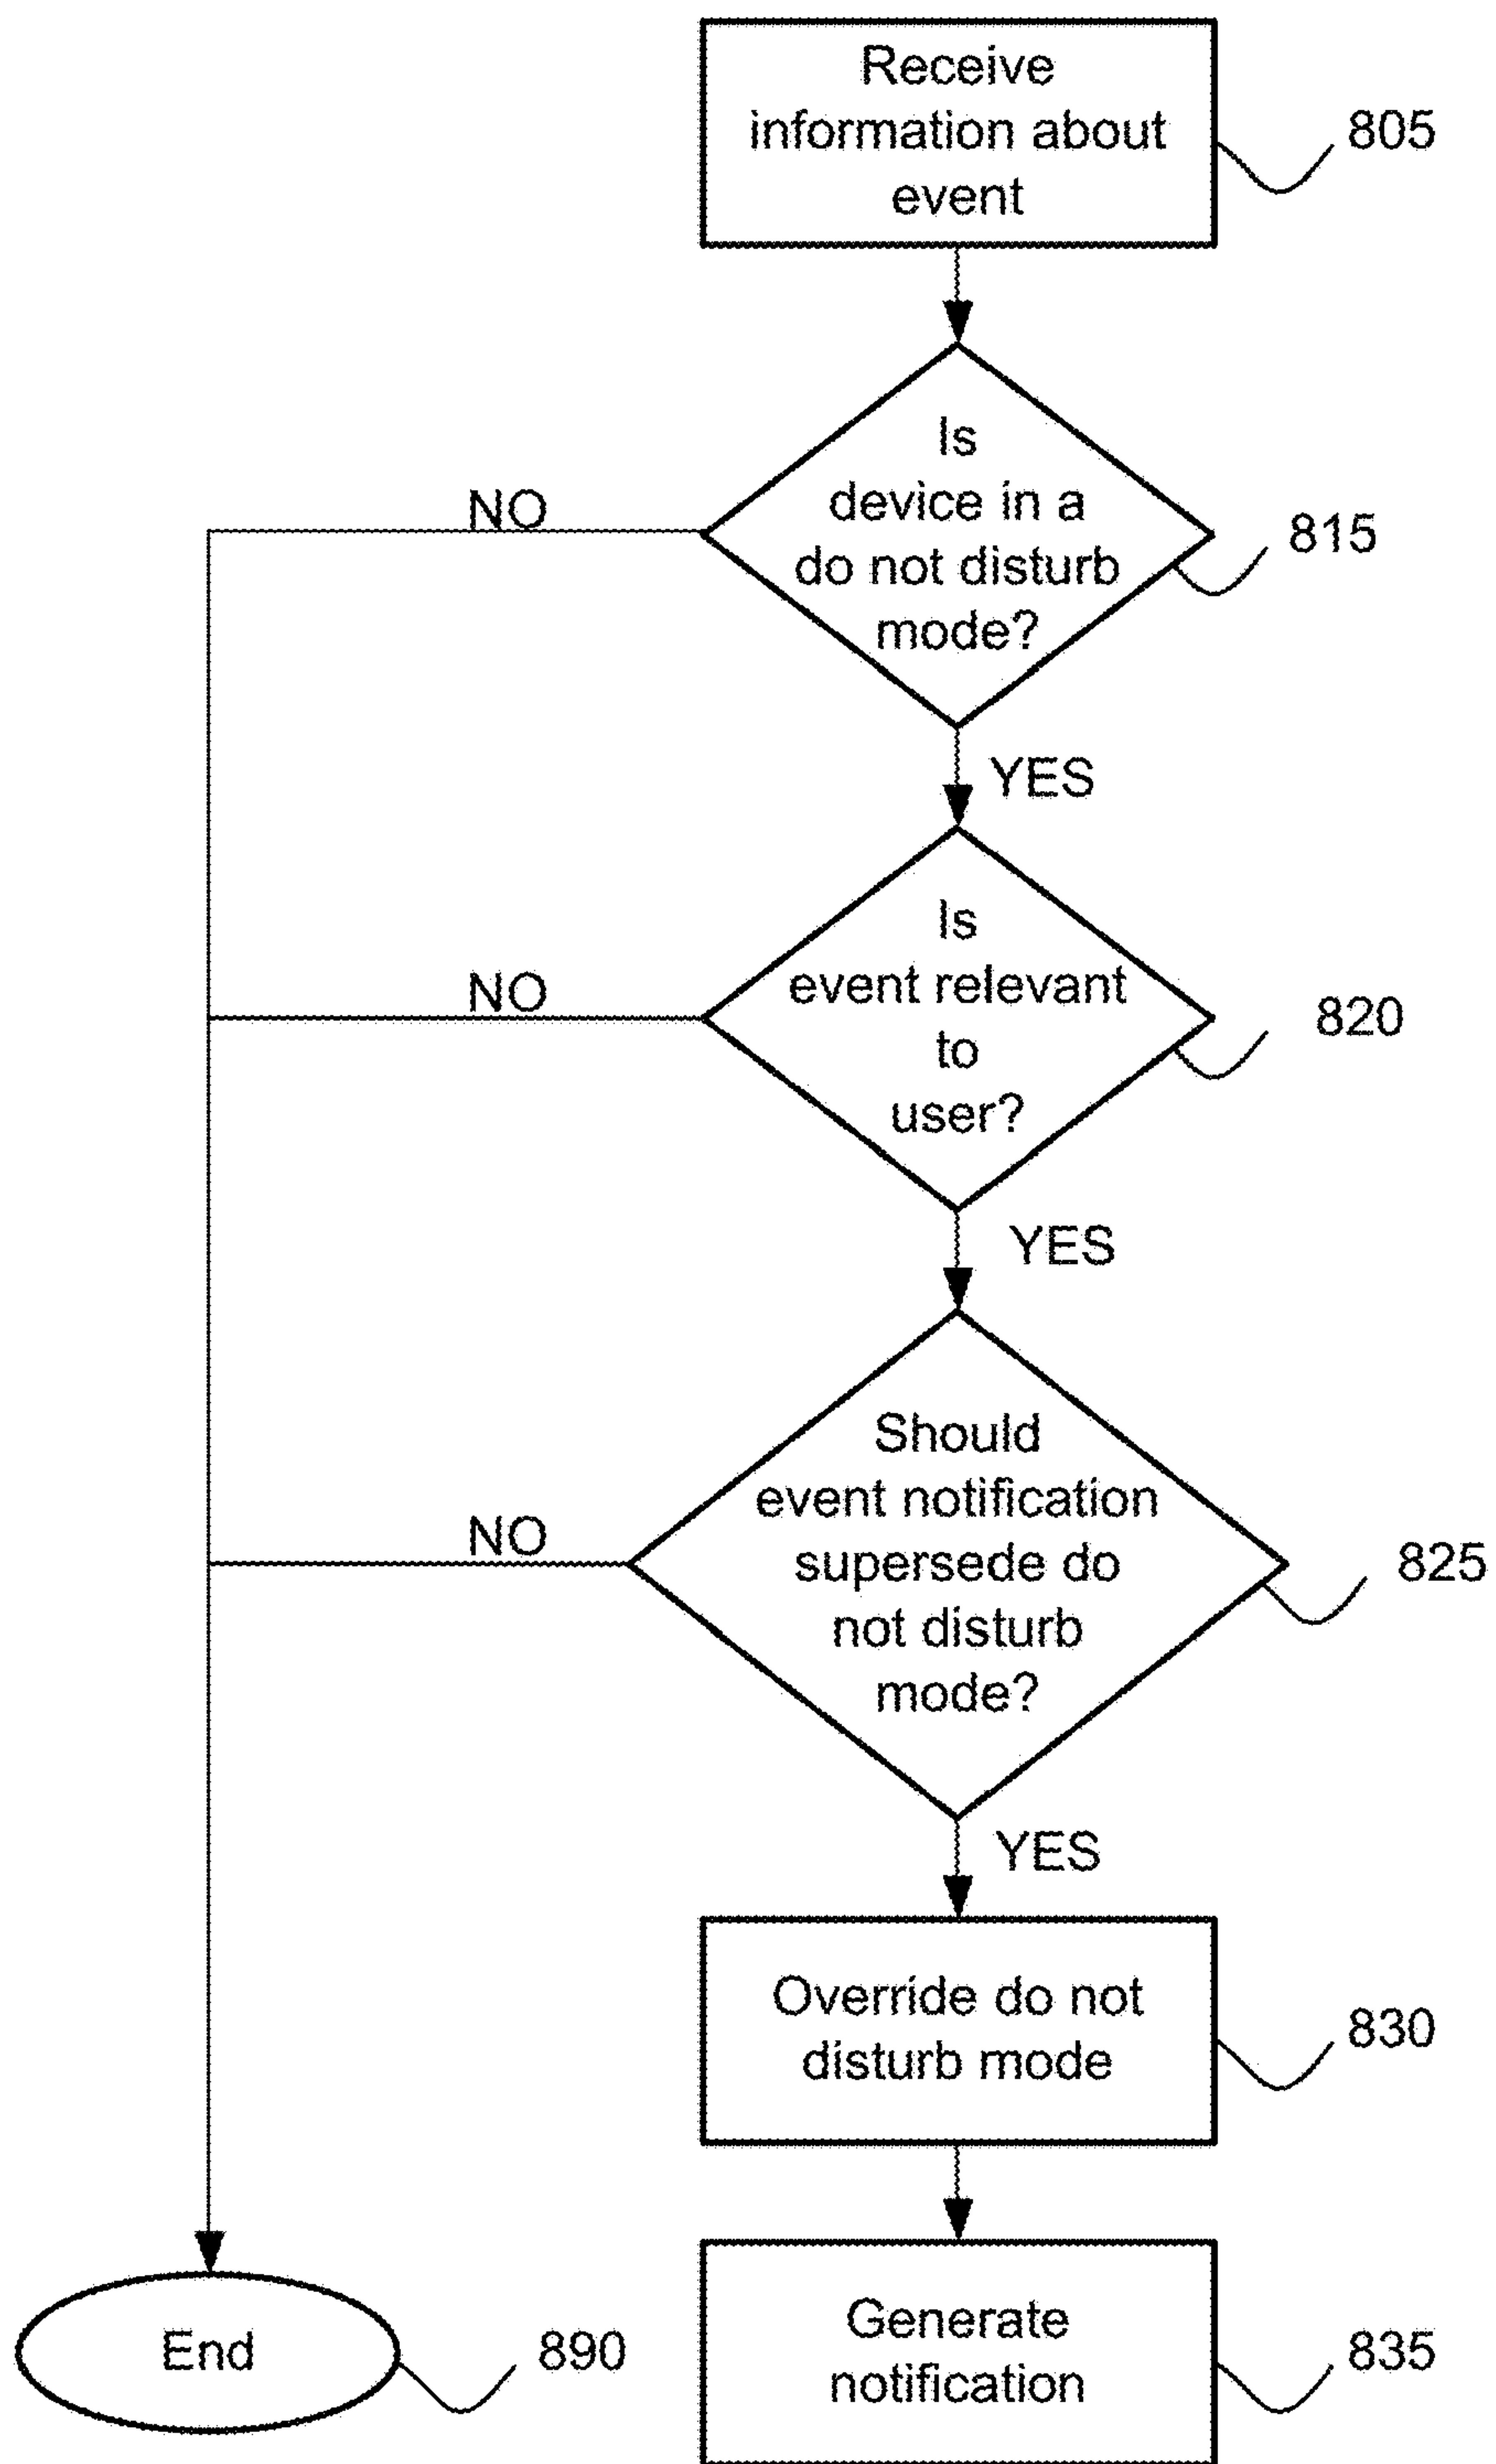 Receive
information about
event
805
Is
device in a
do not disturb
mode?
815
NO
YES
Is
event relevant
to
user?
820
NO
YES
Should
event notification
supersede do
not disturb
mode?
825
NO
YES
Override do not
disturb mode
830
Generate
notification
835
End
890